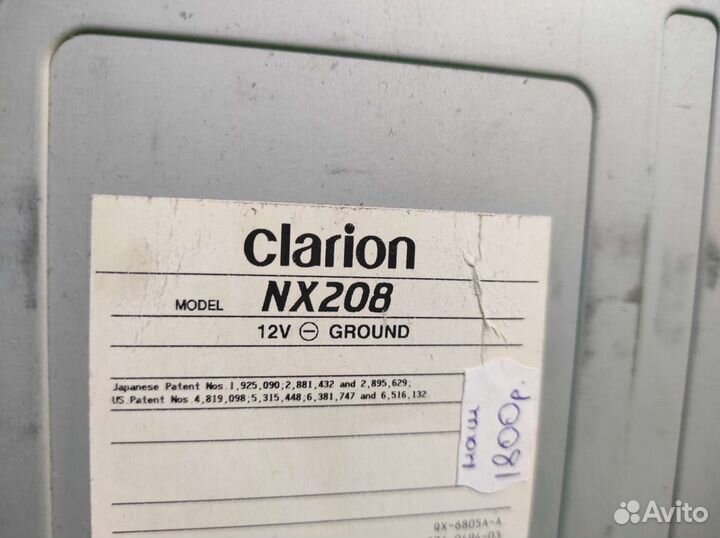 clarion
MODEL NX208
12V ⊖ GROUND
Japanese Patent Nos.1,925,090;2,881,432 and 2,895,629;
US.Patent Nos.4,819,098;5,315,448;6,381,747 and 6,516,132
наш
1800р.
QX-6805A-A
Avito